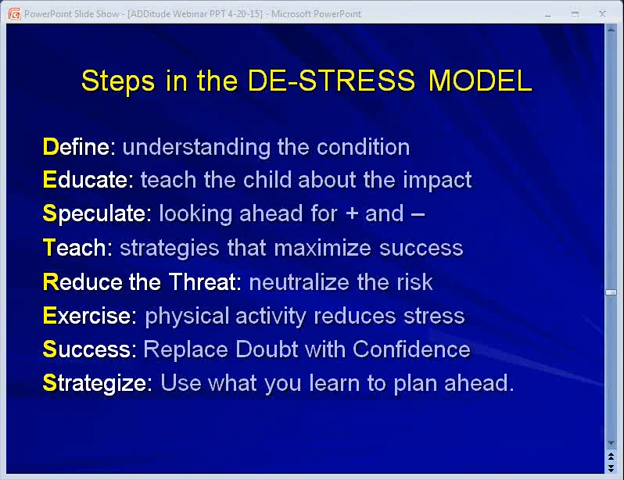 PowerPoint Slide Show - [ADDitude Webinar PPT 4-20-15] - Microsoft PowerPoint
Steps in the DE-STRESS MODEL
Define: understanding the condition
Educate: teach the child about the impact
Speculate: looking ahead for + and –
Teach: strategies that maximize success
Reduce the Threat: neutralize the risk
Exercise: physical activity reduces stress
Success: Replace Doubt with Confidence
Strategize: Use what you learn to plan ahead.